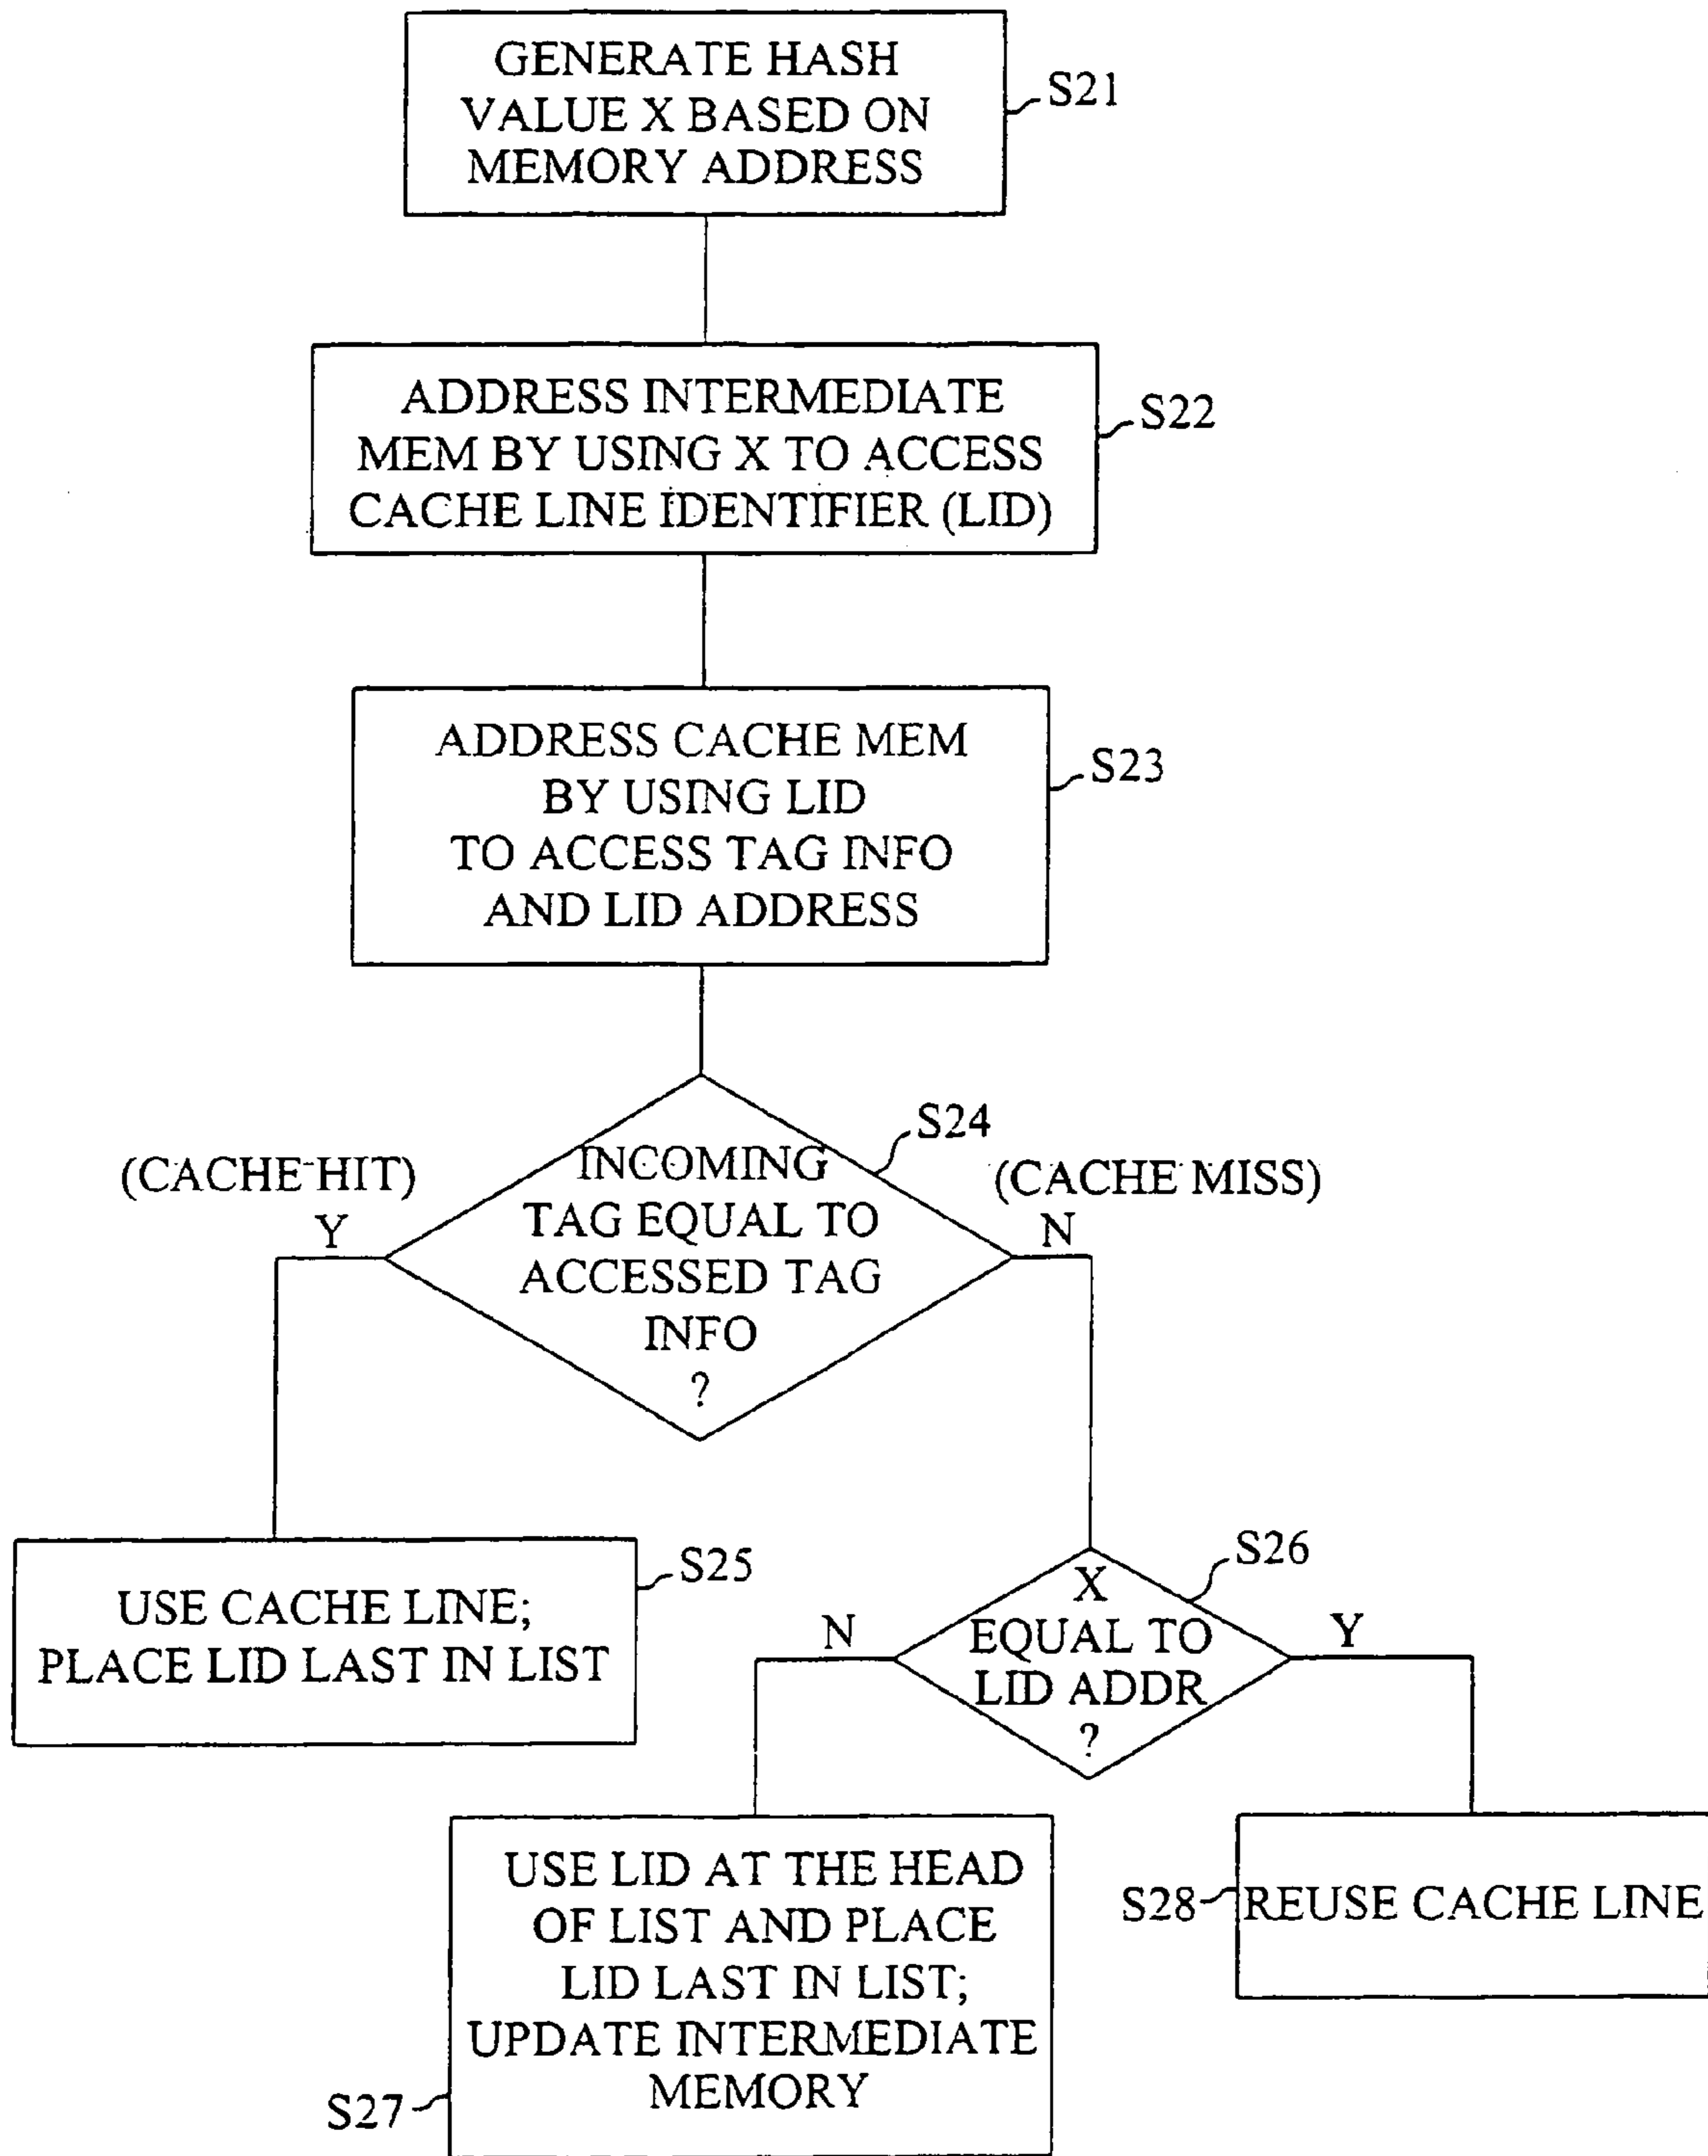 GENERATE HASH
VALUE X BASED ON
MEMORY ADDRESS
S21
ADDRESS INTERMEDIATE
MEM BY USING X TO ACCESS
CACHE LINE IDENTIFIER (LID)
S22
ADDRESS CACHE MEM
BY USING LID
TO ACCESS TAG INFO
AND LID ADDRESS
S23
S24
(CACHE HIT)
Y
INCOMING
TAG EQUAL TO
ACCESSED TAG
INFO
?
(CACHE MISS)
N
USE CACHE LINE;
PLACE LID LAST IN LIST
S25
S26
N
X
EQUAL TO
LID ADDR
?
Y
USE LID AT THE HEAD
OF LIST AND PLACE
LID LAST IN LIST;
UPDATE INTERMEDIATE
MEMORY
S27
S28
REUSE CACHE LINE